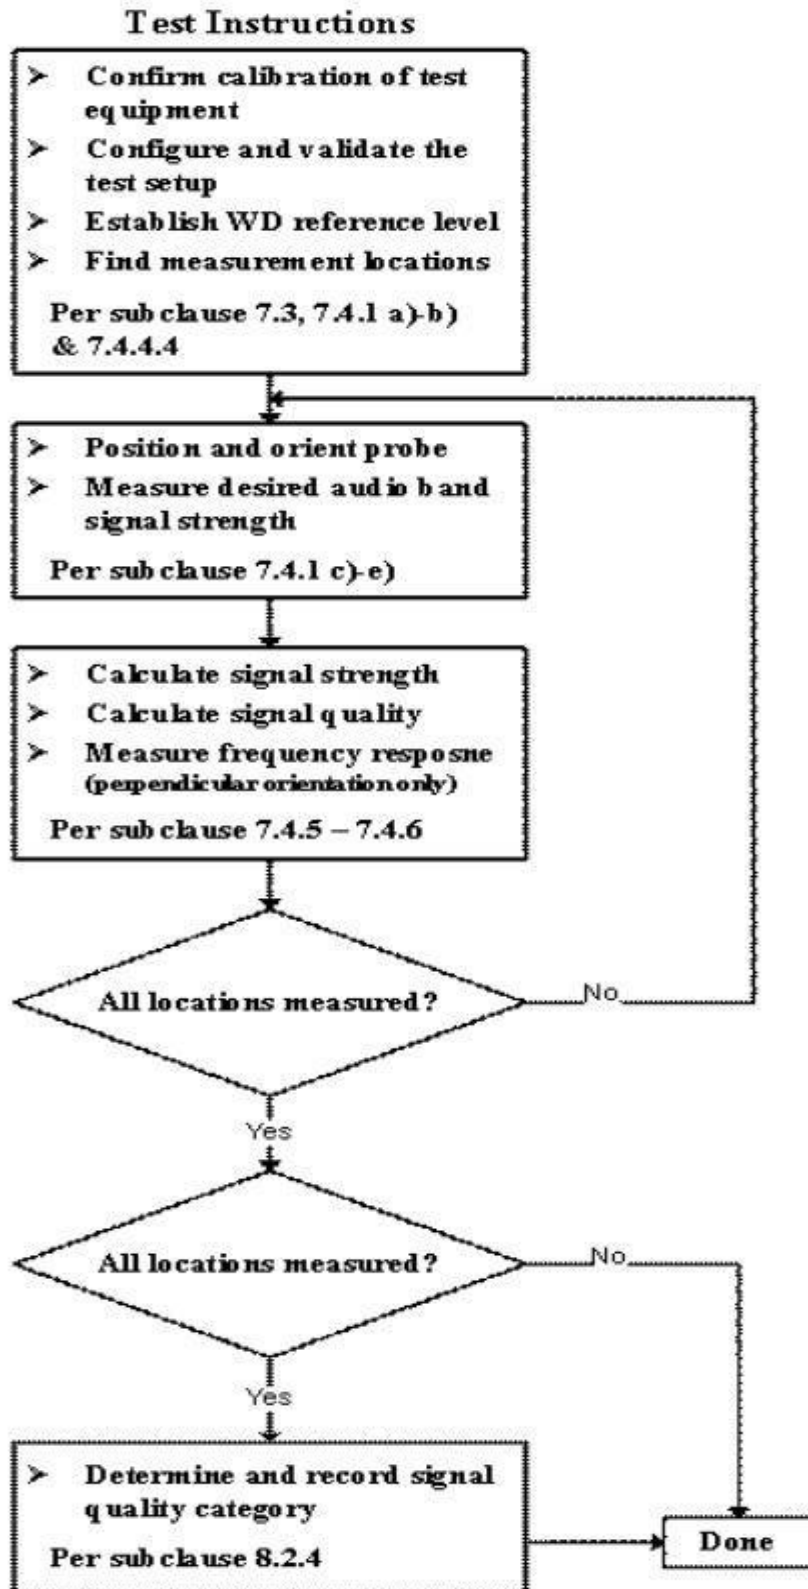 Test Instructions
➢ Confirm calibration of test
equipment
➢ Configure and validate the
test setup
➢ Establish WD reference level
➢ Find measurement locations
Per subclause 7.3, 7.4.1 a)-b)
& 7.4.4.4
➢ Position and orient probe
➢ Measure desired audio band
signal strength
Per subclause 7.4.1 c)-e)
➢ Calculate signal strength
➢ Calculate signal quality
➢ Measure frequency resposne
(perpendicular orientation only)
Per subclause 7.4.5 – 7.4.6
All locations measured?
No
Yes
All locations measured?
No
Yes
➢ Determine and record signal
quality category
Per subclause 8.2.4
Done